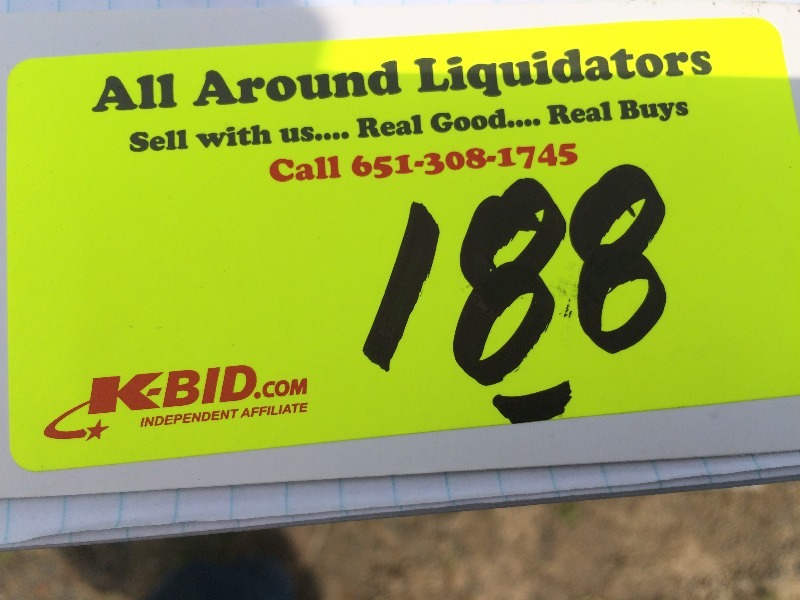 All Around Liquidators
Sell with us.... Real Good.... Real Buys
Call 651-308-1745
188
K-BID.COM
INDEPENDENT AFFILIATE